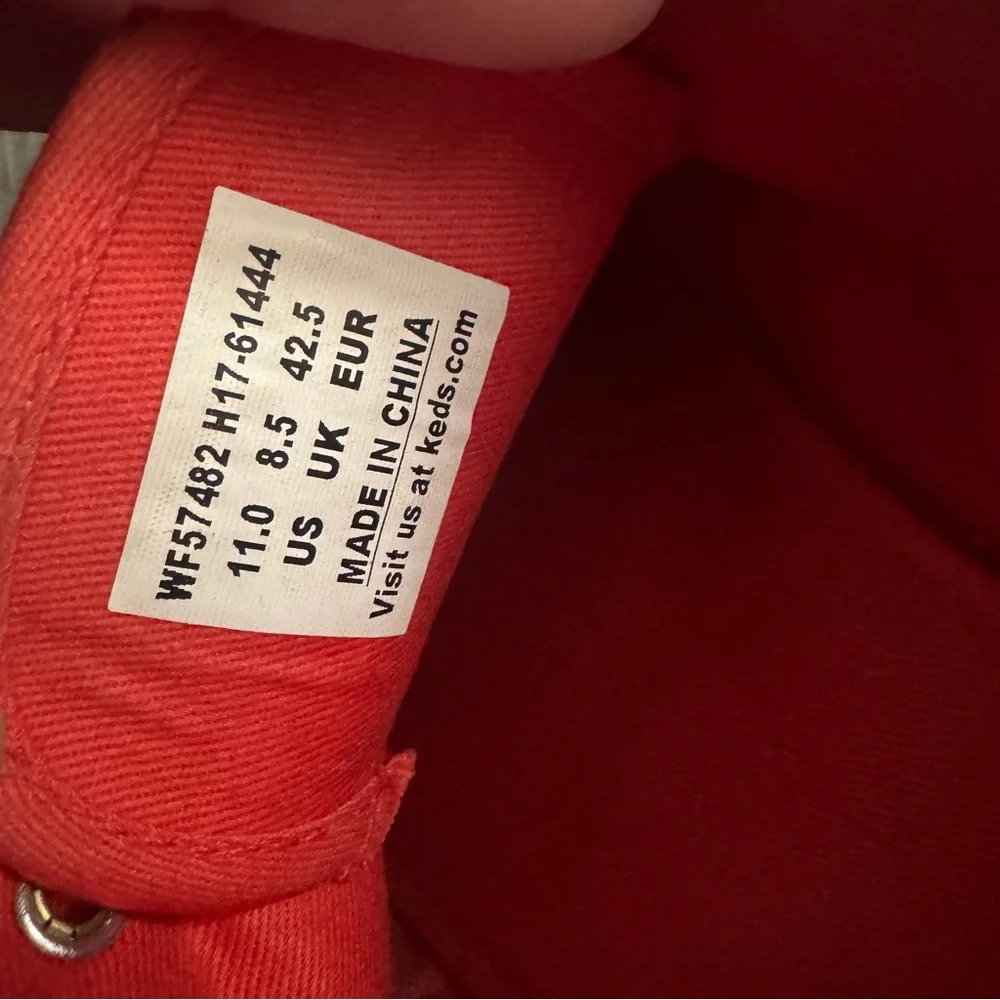 WF57482 H17-61444
11.0 8.5 42.5
US UK EUR
MADE IN CHINA
Visit us at keds.com